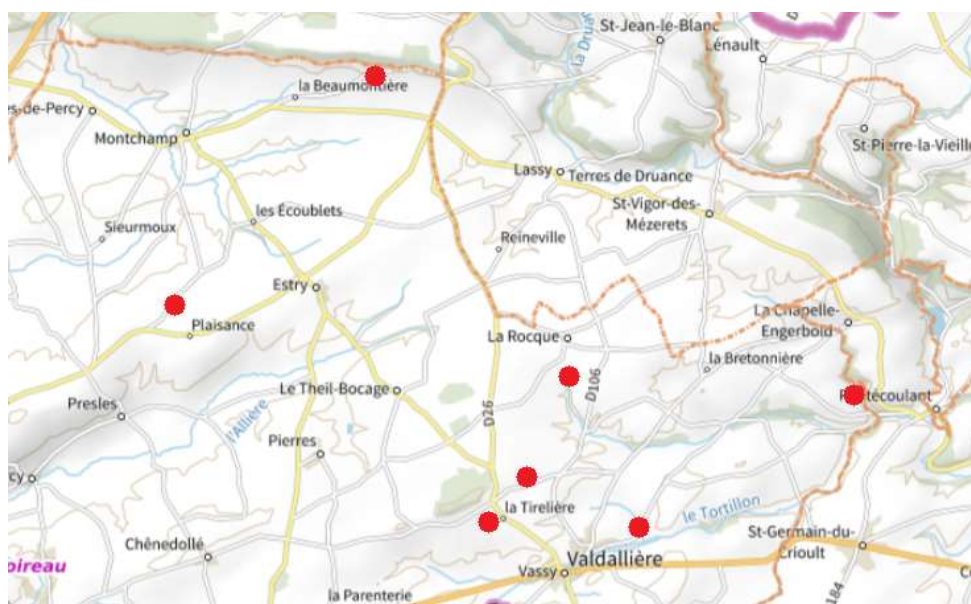 St-Jean-le-Blanc
la Druan
Lénault
la Beaumontière
es-de-Percy
Montchamp
St-Pierre-la-Vieille
Lassy
Terres de Druance
St-Vigor-des-
Mézerets
les Écoublets
Sieurmoux
Reineville
Estry
Plaisance
La Rocque
La Chapelle-
Engerbold
la Bretonnière
D106
Le Theil-Bocage
Presles
técoulant
D26
l'Allière
Pierres
cy
la Tirelière
le Tortillon
St-Germain-du-
Crioult
Chênedollé
Valdallière
oireau
Vassy
la Parenterie
184